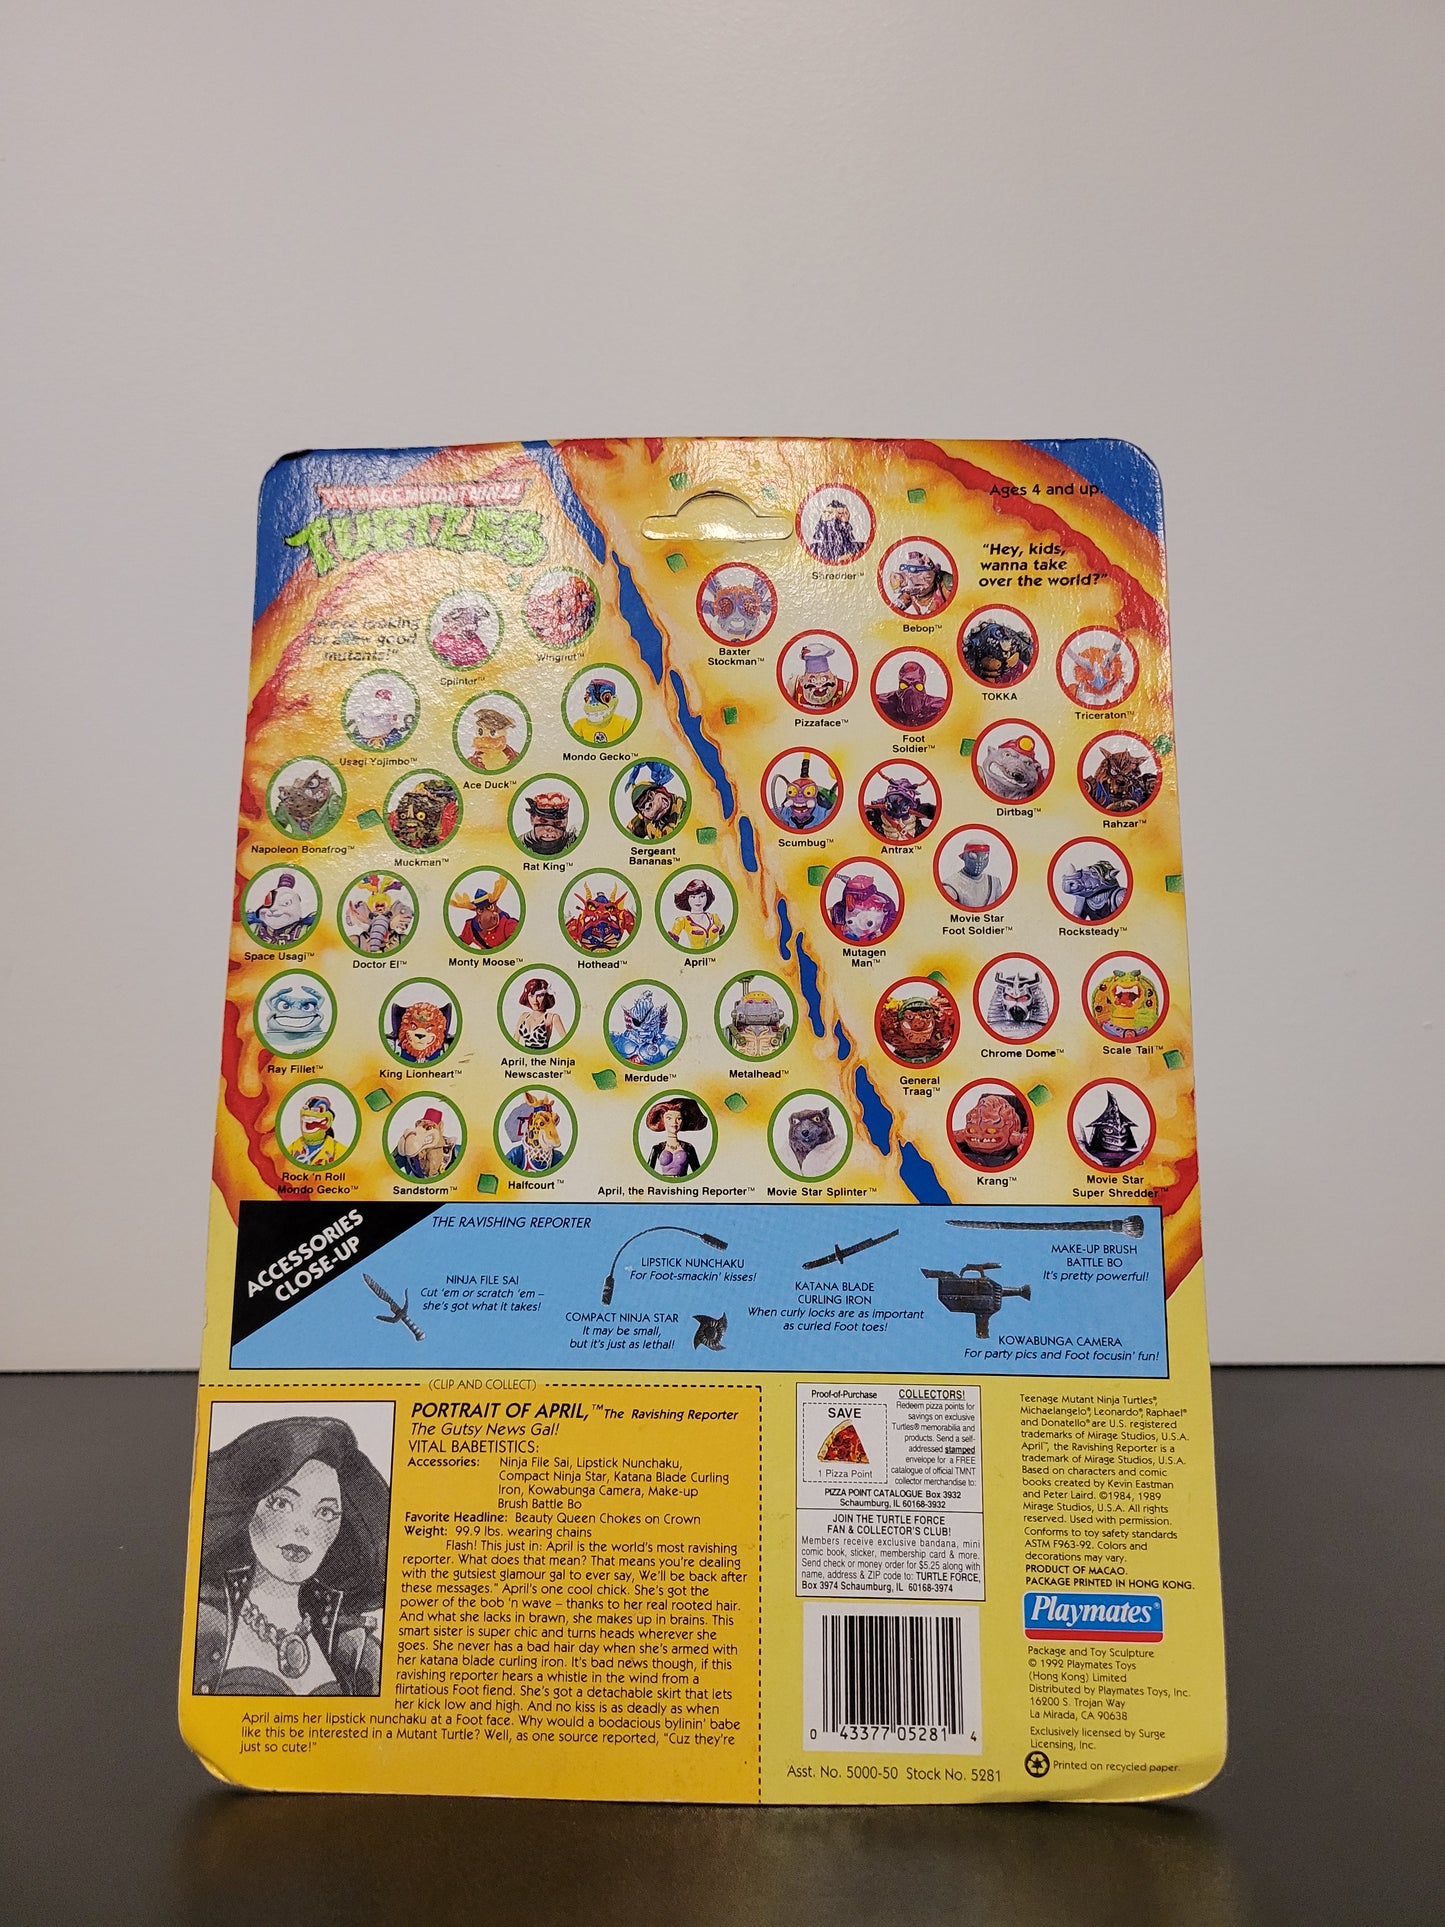 TEENAGE MUTANT NINJA
TURTLES
Ages 4 and up.
"We're looking
for a few good
mutants!"
"Hey, kids,
wanna take
over the world?"
Splinter™
Wingnut™
Usagi Yojimbo™
Ace Duck™
Mondo Gecko™
Napoleon Bonafrog™
Muckman™
Rat King™
Sergeant
Bananas™
Space Usagi™
Doctor El™
Monty Moose™
Hothead™
April™
Ray Fillet™
King Lionheart™
April, the Ninja
Newscaster™
Merdude™
Metalhead™
Rock 'n Roll
Mondo Gecko™
Sandstorm™
Halfcourt™
April, the Ravishing Reporter™
Movie Star Splinter™
Shredder™
Bebop™
Baxter
Stockman™
Pizzaface™
Foot
Soldier™
TOKKA
Triceraton™
Scumbug™
Antrax™
Dirtbag™
Rahzar™
Mutagen
Man™
Movie Star
Foot Soldier™
Rocksteady™
General
Traag™
Chrome Dome™
Scale Tail™
Krang™
Movie Star
Super Shredder™
ACCESSORIES
CLOSE-UP
THE RAVISHING REPORTER
NINJA FILE SAI
Cut 'em or scratch 'em –
she's got what it takes!
LIPSTICK NUNCHAKU
For Foot-smackin' kisses!
COMPACT NINJA STAR
It may be small,
but it's just as lethal!
KATANA BLADE
CURLING IRON
When curly locks are as important
as curled Foot toes!
MAKE-UP BRUSH
BATTLE BO
It's pretty powerful!
KOWABUNGA CAMERA
For party pics and Foot focusin' fun!
(CLIP AND COLLECT)
PORTRAIT OF APRIL,™ The Ravishing Reporter
The Gutsy News Gal!
VITAL BABETISTICS:
Accessories: Ninja File Sai, Lipstick Nunchaku,
Compact Ninja Star, Katana Blade Curling
Iron, Kowabunga Camera, Make-up
Brush Battle Bo
Favorite Headline: Beauty Queen Chokes on Crown
Weight: 99.9 lbs. wearing chains
Flash! This just in: April is the world's most ravishing
reporter. What does that mean? That means you're dealing
with the gutsiest glamour gal to ever say, We'll be back after
these messages." April's one cool chick. She's got the
power of the bob 'n wave – thanks to her real rooted hair.
And what she lacks in brawn, she makes up in brains. This
smart sister is super chic and turns heads wherever she
goes. She never has a bad hair day when she's armed with
her katana blade curling iron. It's bad news though, if this
ravishing reporter hears a whistle in the wind from a
flirtatious Foot fiend. She's got a detachable skirt that lets
her kick low and high. And no kiss is as deadly as when
April aims her lipstick nunchaku at a Foot face. Why would a bodacious bylinin' babe
like this be interested in a Mutant Turtle? Well, as one source reported, "Cuz they're
just so cute!"
Proof-of-Purchase
SAVE
1 Pizza Point
COLLECTORS!
Redeem pizza points for
savings on exclusive
Turtles® memorabilia and
products. Send a self-
addressed stamped
envelope for a FREE
catalogue of official TMNT
collector merchandise to:
PIZZA POINT CATALOGUE Box 3932
Schaumburg, IL 60168-3932
JOIN THE TURTLE FORCE
FAN & COLLECTOR'S CLUB!
Members receive exclusive bandana, mini
comic book, sticker, membership card & more.
Send check or money order for $5.25 along with
name, address & ZIP code to: TURTLE FORCE,
Box 3974 Schaumburg, IL 60168-3974
0 43377 05281 4
Asst. No. 5000-50 Stock No. 5281
Teenage Mutant Ninja Turtles®,
Michaelangelo®, Leonardo®, Raphael®
and Donatello® are U.S. registered
trademarks of Mirage Studios, U.S.A.
April™, the Ravishing Reporter is a
trademark of Mirage Studios, U.S.A.
Based on characters and comic
books created by Kevin Eastman
and Peter Laird. ©1984, 1989
Mirage Studios, U.S.A. All rights
reserved. Used with permission.
Conforms to toy safety standards
ASTM F963-92. Colors and
decorations may vary.
PRODUCT OF MACAO.
PACKAGE PRINTED IN HONG KONG.
Playmates®
Package and Toy Sculpture
© 1992 Playmates Toys
(Hong Kong) Limited
Distributed by Playmates Toys, Inc.
16200 S. Trojan Way
La Mirada, CA 90638
Exclusively licensed by Surge
Licensing, Inc.
Printed on recycled paper.